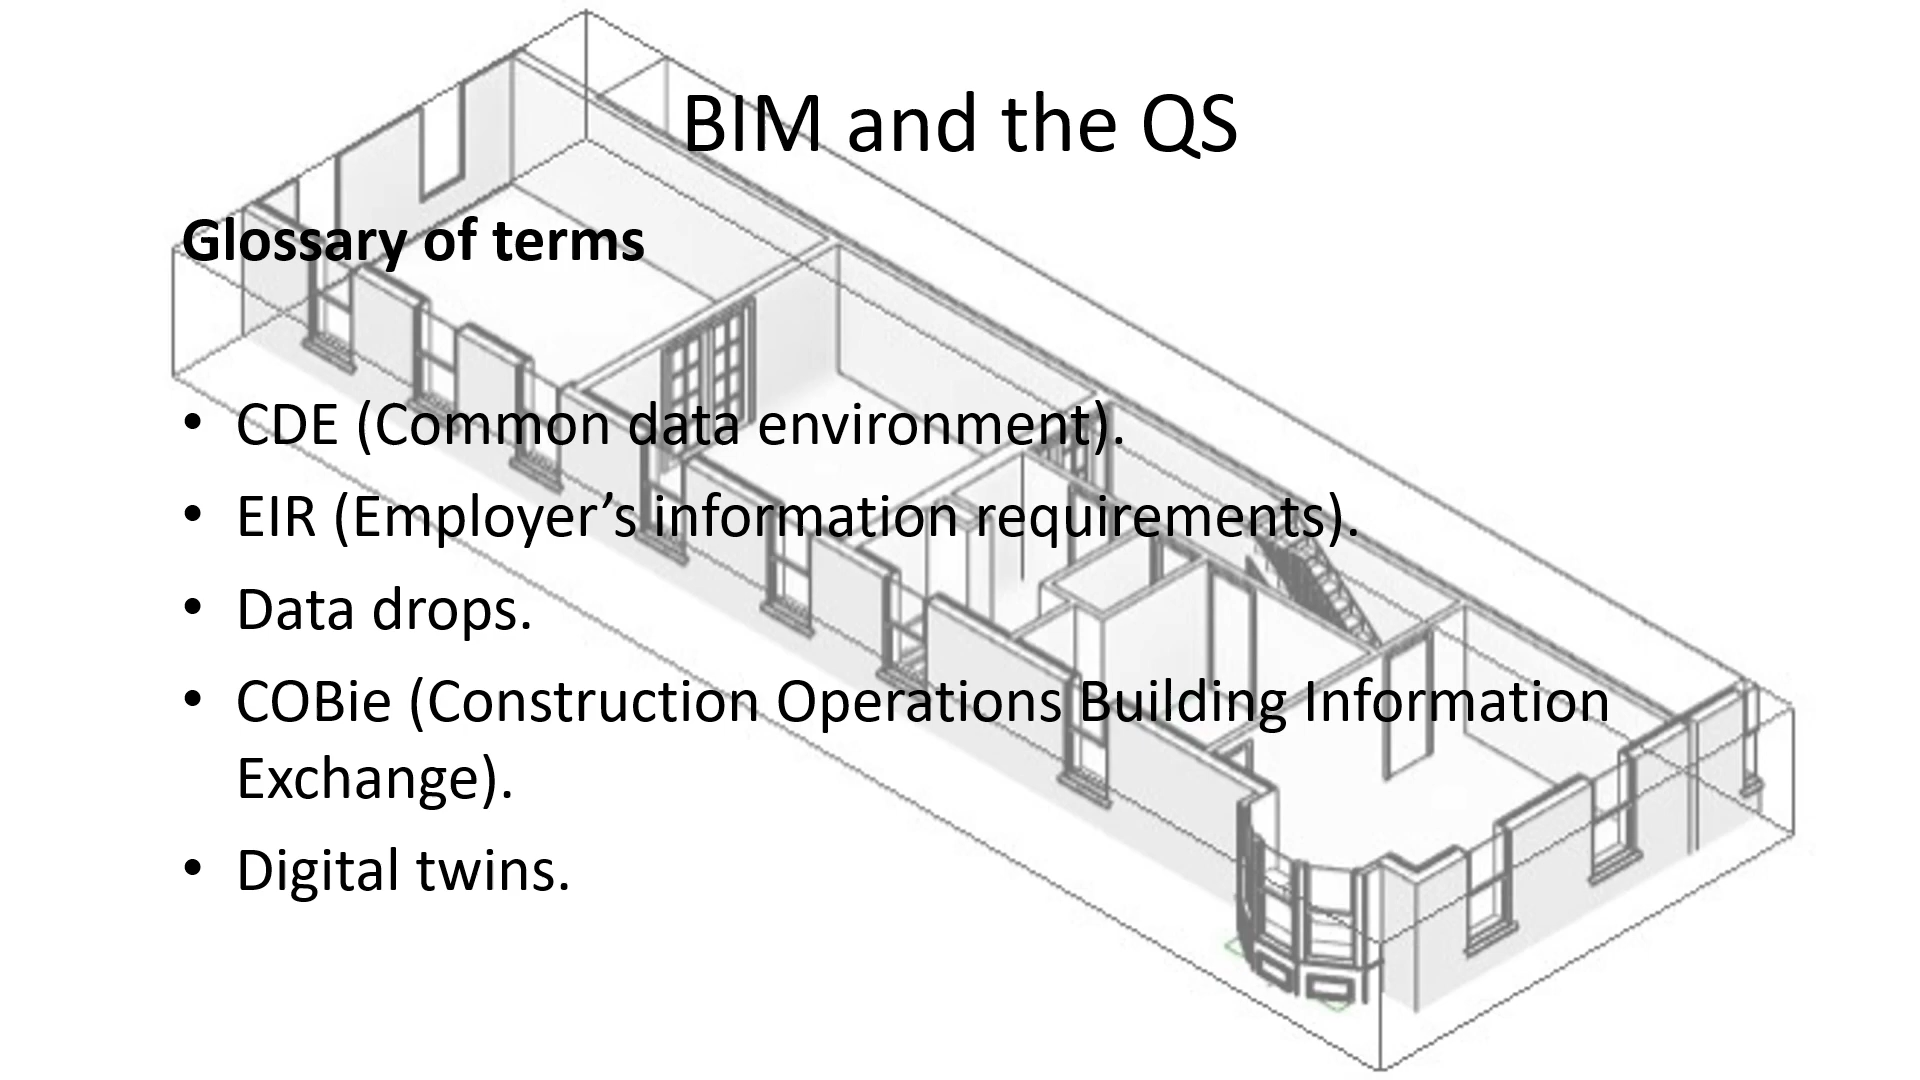 BIM and the QS
Glossary of terms
• CDE (Common data environment).
• EIR (Employer’s information requirements).
• Data drops.
• COBie (Construction Operations Building Information
Exchange).
• Digital twins.